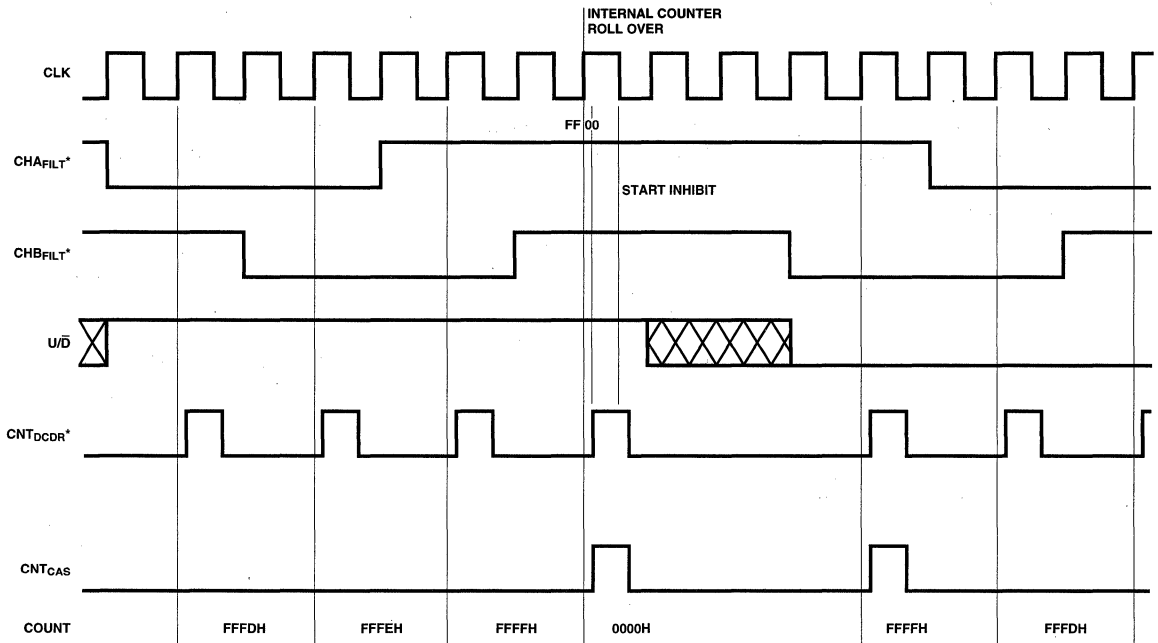 INTERNAL COUNTER
ROLL OVER
CLK
FF 00
CHAFILT*
START INHIBIT
CHBFILT*
U/D̅
CNTDCDR*
CNTCAS
COUNT FFFDH FFFEH FFFFH 0000H FFFFH FFFDH